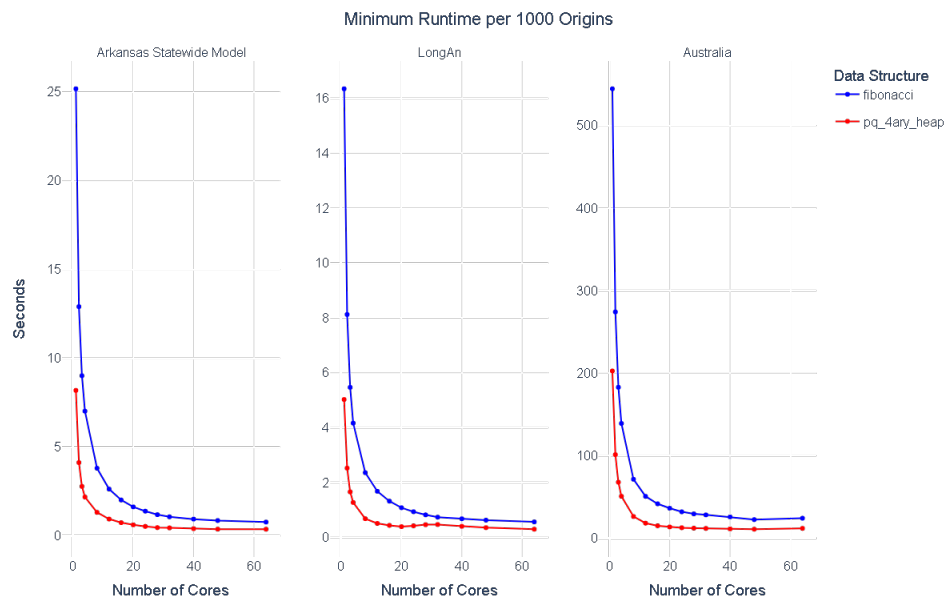 Minimum Runtime per 1000 Origins
Arkansas Statewide Model
LongAn
Australia
Data Structure
fibonacci
pq_4ary_heap
Seconds
25
20
15
10
5
0
16
14
12
10
8
6
4
2
0
500
400
300
200
100
0
0 20 40 60
0 20 40 60
0 20 40 60
Number of Cores
Number of Cores
Number of Cores